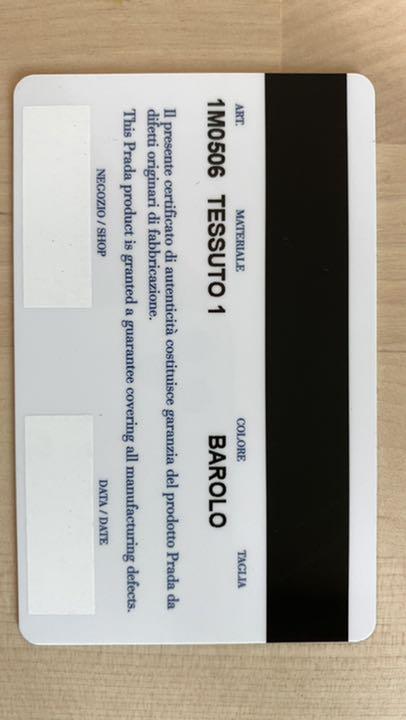 ART. MATERIALE COLORE TAGLIA
1M0506 TESSUTO 1 BAROLO
Il presente certificato di autenticità costituisce garanzia del prodotto Prada da
difetti originari di fabbricazione.
This Prada product is granted a guarantee covering all manufacturing defects.
NEGOZIO / SHOP DATA / DATE